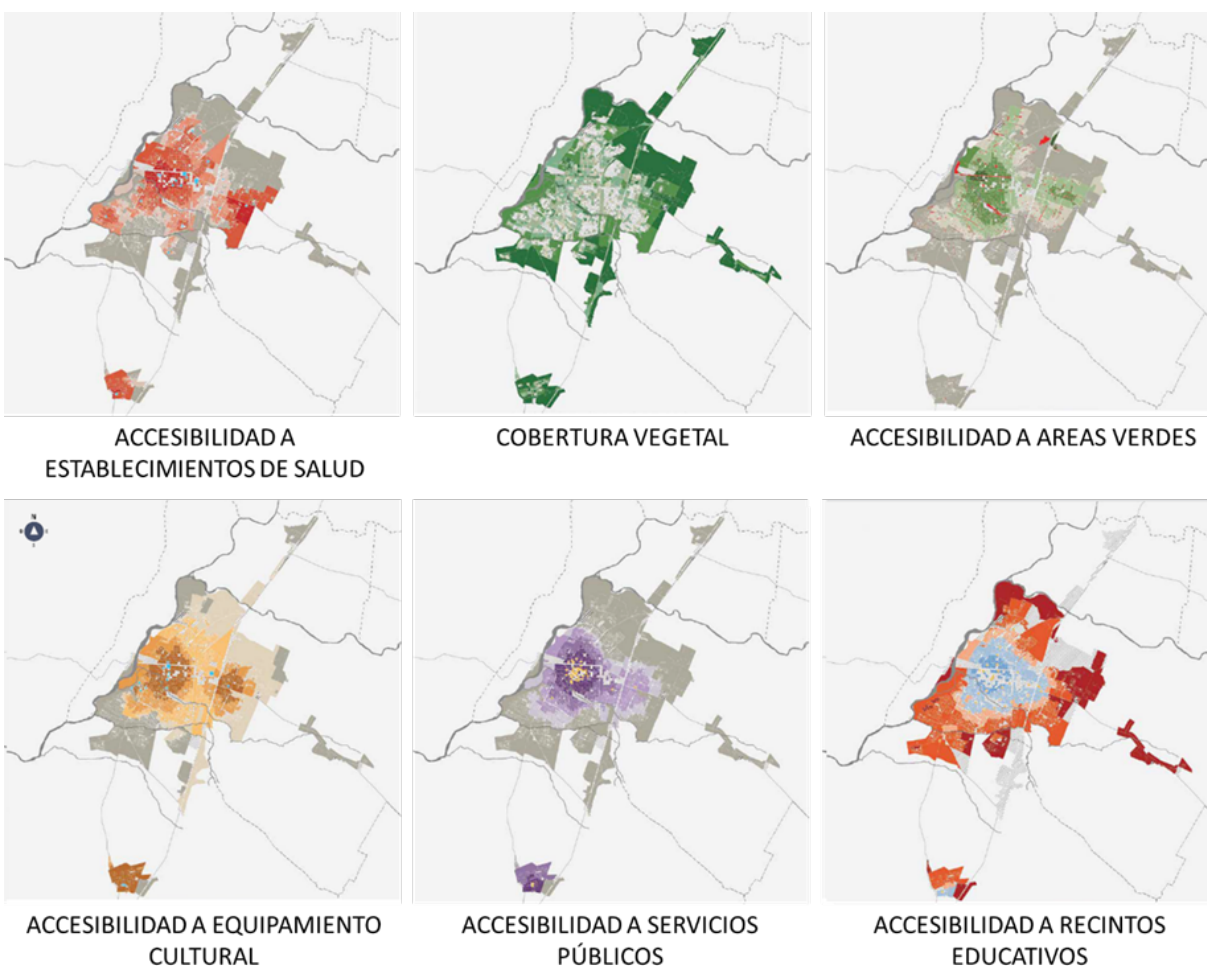 ACCESIBILIDAD A
ESTABLECIMIENTOS DE SALUD
COBERTURA VEGETAL
ACCESIBILIDAD A AREAS VERDES
N
ACCESIBILIDAD A EQUIPAMIENTO
CULTURAL
ACCESIBILIDAD A SERVICIOS
PÚBLICOS
ACCESIBILIDAD A RECINTOS
EDUCATIVOS